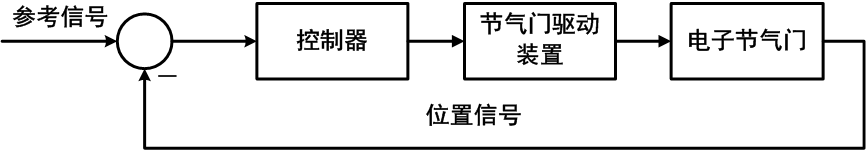 参考信号
控制器
节气门驱动
装置
电子节气门
位置信号